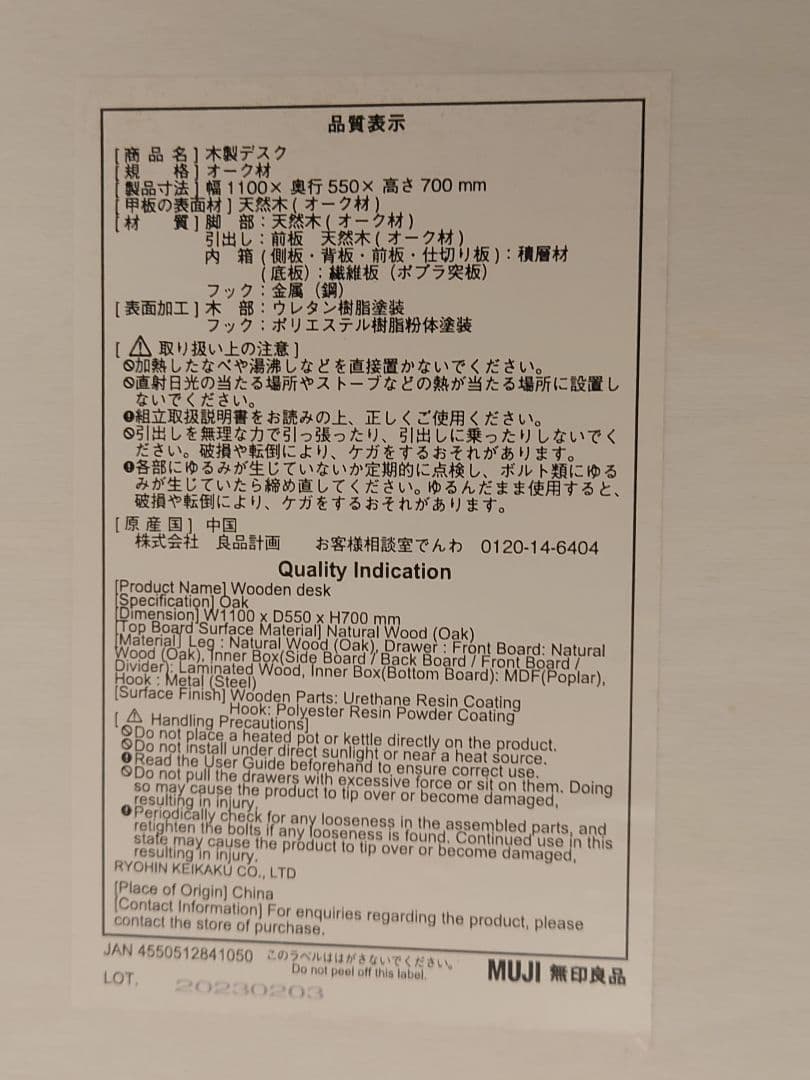 品質表示
[商 品 名] 木製デスク
[規　　格] オーク材
[製品寸法] 幅 1100× 奥行 550× 高さ 700 mm
[甲板の表面材] 天然木 ( オーク材 )
[材　　質] 脚　部：天然木 ( オーク材 )
引出し：前板　天然木 ( オーク材 )
内　箱 ( 側板・背板・前板・仕切り板 )：積層材
( 底板 )：繊維板（ポプラ突板）
フック：金属（鋼）
[表面加工] 木　部：ウレタン樹脂塗装
フック：ポリエステル樹脂粉体塗装
[ ⚠ 取り扱い上の注意 ]
🚫加熱したなべや湯沸しなどを直接置かないでください。
🚫直射日光の当たる場所やストーブなどの熱が当たる場所に設置し
ないでください。
❗組立取扱説明書をお読みの上、正しくご使用ください。
🚫引出しを無理な力で引っ張ったり、引出しに乗ったりしないでく
ださい。破損や転倒により、ケガをするおそれがあります。
❗各部にゆるみが生じていないか定期的に点検し、ボルト類にゆる
みが生じていたら締め直してください。ゆるんだまま使用すると、
破損や転倒により、ケガをするおそれがあります。
[原 産 国] 中国
株式会社　良品計画　　お客様相談室でんわ　0120-14-6404
Quality Indication
[Product Name] Wooden desk
[Specification] Oak
[Dimension] W1100 x D550 x H700 mm
[Top Board Surface Material] Natural Wood (Oak)
[Material] Leg : Natural Wood (Oak), Drawer : Front Board: Natural
Wood (Oak), Inner Box(Side Board / Back Board / Front Board /
Divider): Laminated Wood, Inner Box(Bottom Board): MDF(Poplar),
Hook : Metal (Steel)
[Surface Finish] Wooden Parts: Urethane Resin Coating
Hook: Polyester Resin Powder Coating
[ ⚠ Handling Precautions]
🚫Do not place a heated pot or kettle directly on the product.
🚫Do not install under direct sunlight or near a heat source.
❗Read the User Guide beforehand to ensure correct use.
🚫Do not pull the drawers with excessive force or sit on them. Doing
so may cause the product to tip over or become damaged,
resulting in injury.
❗Periodically check for any looseness in the assembled parts, and
retighten the bolts if any looseness is found. Continued use in this
state may cause the product to tip over or become damaged,
resulting in injury.
RYOHIN KEIKAKU CO., LTD
[Place of Origin] China
[Contact Information] For enquiries regarding the product, please
contact the store of purchase.
JAN 4550512841050 このラベルははがさないでください。
Do not peel off this label.
MUJI 無印良品
LOT. 20230203